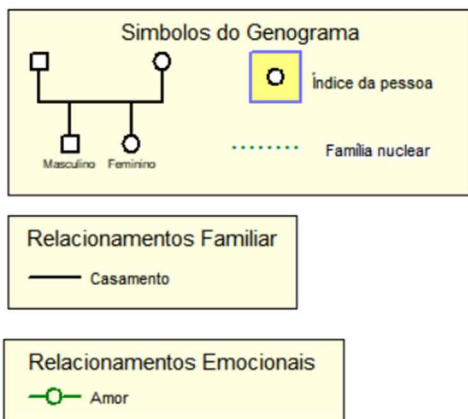 Simbolos do Genograma
Índice da pessoa
Masculino Feminino
Família nuclear
Relacionamentos Familiar
Casamento
Relacionamentos Emocionais
Amor